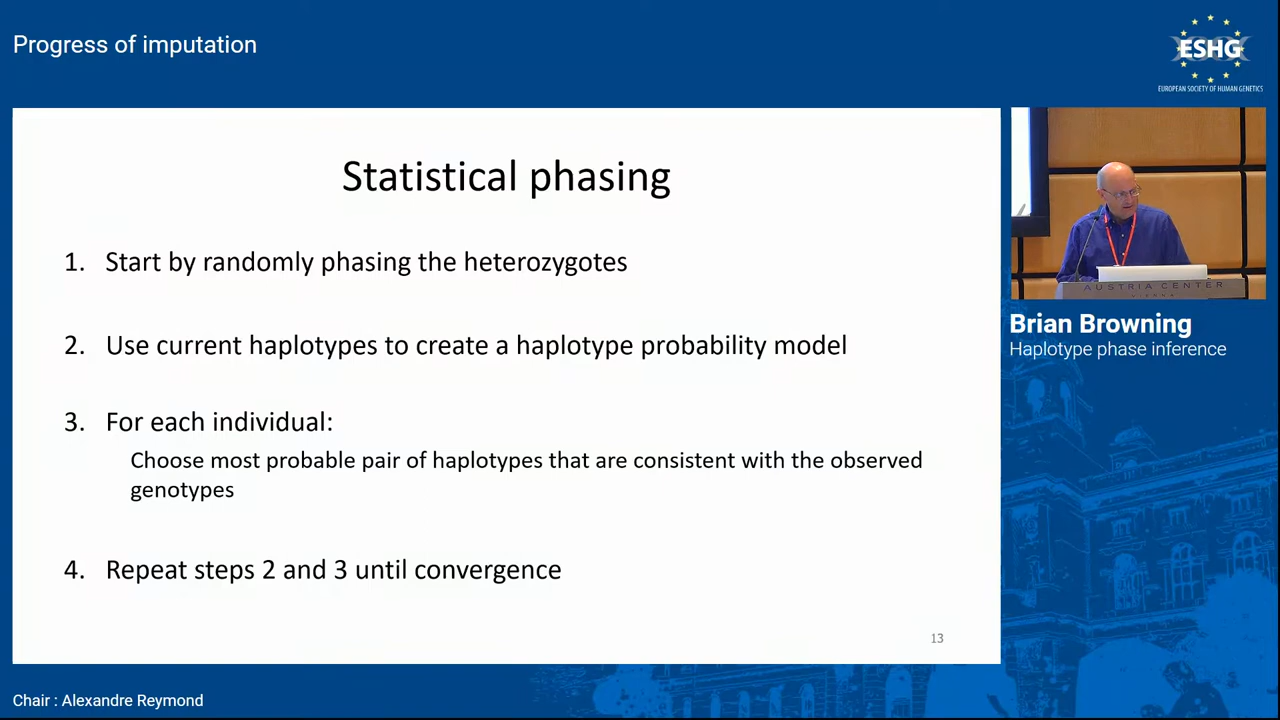 Progress of imputation
ESHG
EUROPEAN SOCIETY OF HUMAN GENETICS
Statistical phasing
1. Start by randomly phasing the heterozygotes
2. Use current haplotypes to create a haplotype probability model
3. For each individual:
Choose most probable pair of haplotypes that are consistent with the observed
genotypes
4. Repeat steps 2 and 3 until convergence
13
AUSTRIA CENTER
Brian Browning
Haplotype phase inference
Chair : Alexandre Reymond